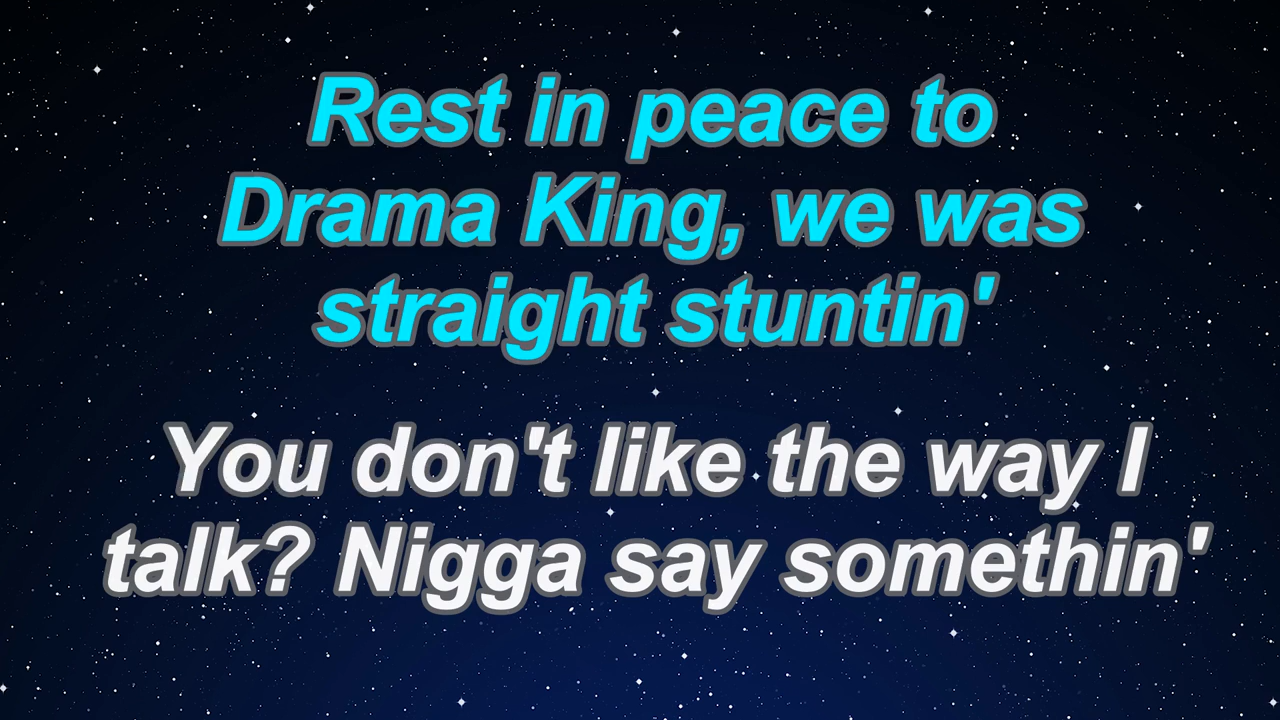 Rest in peace to
Drama King, we was
straight stuntin'
You don't like the way I
talk? Nigga say somethin'